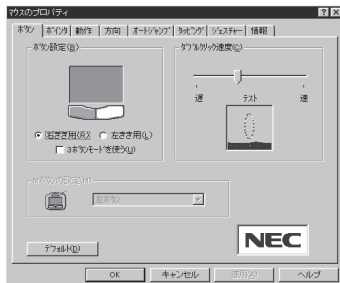 マウスのプロパティ
ボタン ポインタ 動作 方向 オートジャンプ ラッピング ジェスチャー 情報
ボタン設定(B)
右きき用(R) 左きき用(L)
3ボタンモードを使う(U)
ダブルクリック速度(C)
遅 テスト 速
Mボタンの設定(M)
左ボタン
デフォルト(D)
NEC
OK キャンセル 適用(A) ヘルプ